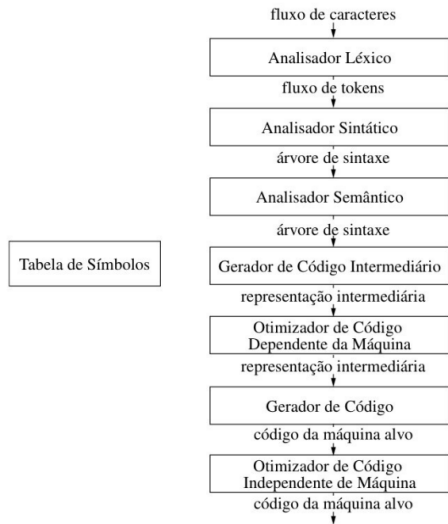 fluxo de caracteres
Analisador Léxico
fluxo de tokens
Analisador Sintático
árvore de sintaxe
Analisador Semântico
árvore de sintaxe
Tabela de Símbolos
Gerador de Código Intermediário
representação intermediária
Otimizador de Código
Dependente da Máquina
representação intermediária
Gerador de Código
código da máquina alvo
Otimizador de Código
Independente de Máquina
código da máquina alvo